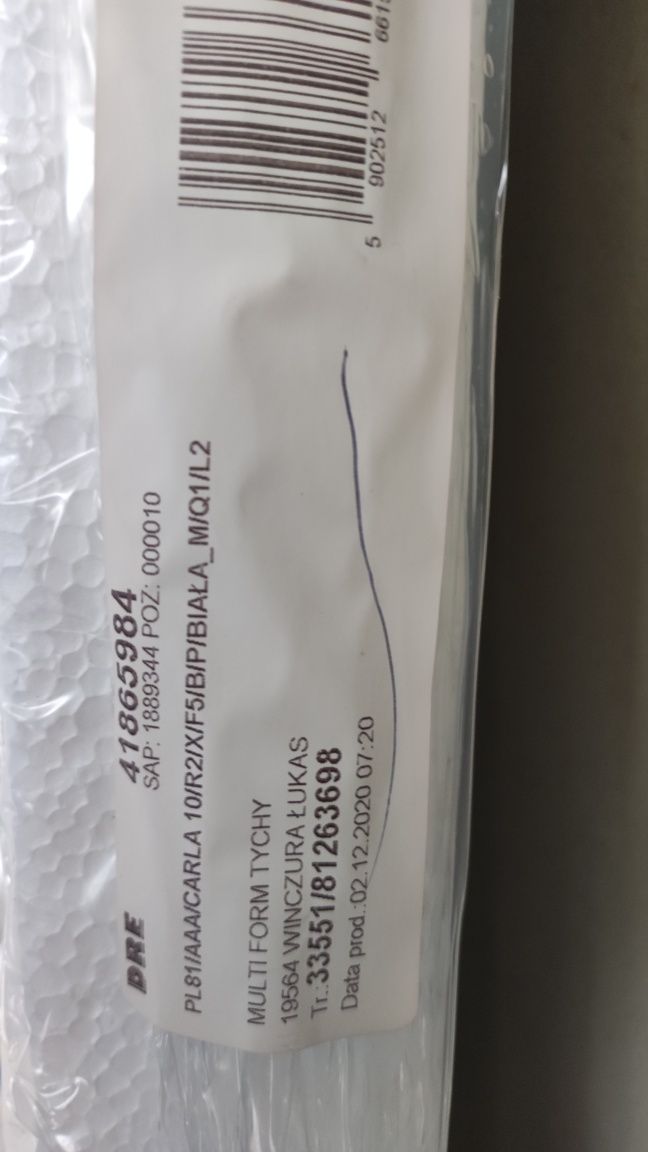 DRE
41865984
SAP: 1889344 POZ: 000010
PL81/AAA/CARLA 10/R2/X/F5/B/P/BIAŁA_M/Q1/L2
MULTI FORM TYCHY
19564 WINCZURA ŁUKAS
Tr.:33551/81263698
Data prod.:02.12.2020 07:20
5 902512 661